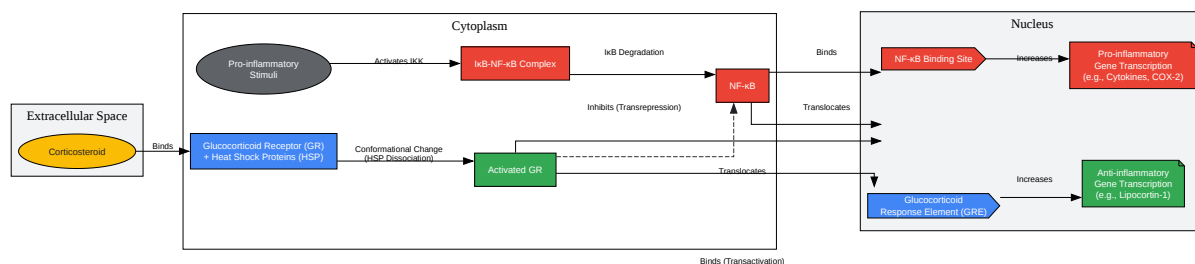 Cytoplasm
Nucleus
Pro-inflammatory
Stimuli
Activates IKK
IκB-NF-κB Complex
IκB Degradation
NF-κB
Binds
NF-κB Binding Site
Increases
Pro-inflammatory
Gene Transcription
(e.g., Cytokines, COX-2)
Inhibits (Transrepression)
Translocates
Extracellular Space
Corticosteroid
Binds
Glucocorticoid Receptor (GR)
+ Heat Shock Proteins (HSP)
Conformational Change
(HSP Dissociation)
Activated GR
Translocates
Glucocorticoid
Response Element (GRE)
Increases
Anti-inflammatory
Gene Transcription
(e.g., Lipocortin-1)
Binds (Transactivation)